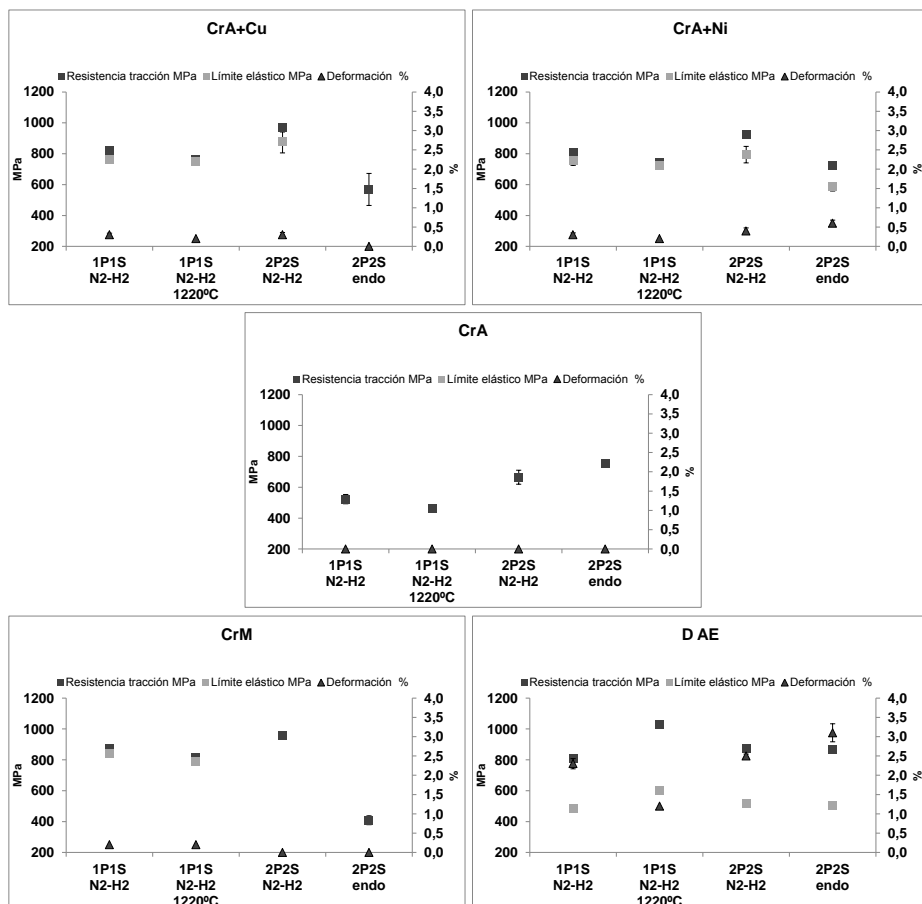 CrA+Cu
Resistencia tracción MPa Límite elástico MPa Deformación %
1200
1000
800
600
400
200
MPa
4,0
3,5
3,0
2,5
2,0
1,5
1,0
0,5
0,0
%
1P1S 1P1S 2P2S 2P2S
N2-H2 N2-H2 N2-H2 endo
1220ºC
CrA+Ni
Resistencia tracción MPa Límite elástico MPa Deformación %
1200
1000
800
600
400
200
MPa
4,0
3,5
3,0
2,5
2,0
1,5
1,0
0,5
0,0
%
1P1S 1P1S 2P2S 2P2S
N2-H2 N2-H2 N2-H2 endo
1220ºC
CrA
Resistencia tracción MPa Límite elástico MPa Deformación %
1200
1000
800
600
400
200
MPa
4,0
3,5
3,0
2,5
2,0
1,5
1,0
0,5
0,0
%
1P1S 1P1S 2P2S 2P2S
N2-H2 N2-H2 N2-H2 endo
1220ºC
CrM
Resistencia tracción MPa Límite elástico MPa Deformación %
1200
1000
800
600
400
200
MPa
4,0
3,5
3,0
2,5
2,0
1,5
1,0
0,5
0,0
%
1P1S 1P1S 2P2S 2P2S
N2-H2 N2-H2 N2-H2 endo
1220ºC
D AE
Resistencia tracción MPa Límite elástico MPa Deformación %
1200
1000
800
600
400
200
MPa
4,0
3,5
3,0
2,5
2,0
1,5
1,0
0,5
0,0
%
1P1S 1P1S 2P2S 2P2S
N2-H2 N2-H2 N2-H2 endo
1220ºC